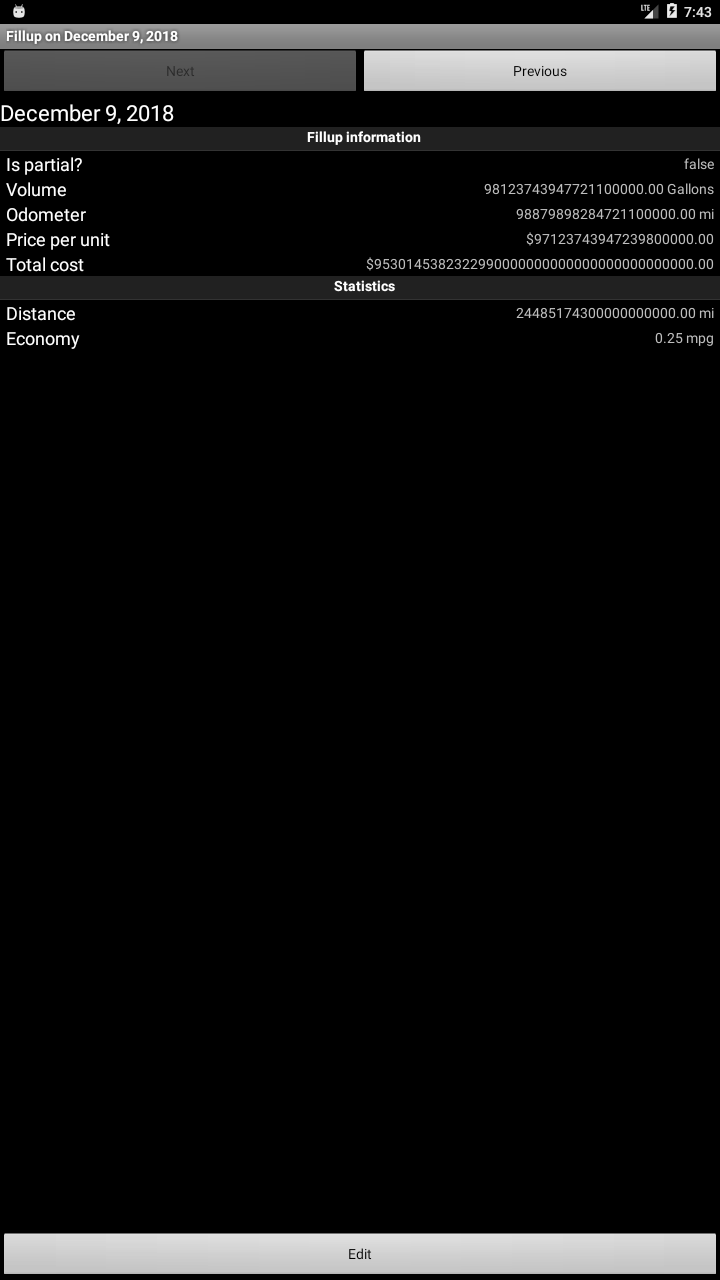 LTE 7:43
Fillup on December 9, 2018
Next Previous
December 9, 2018
Fillup information
Is partial? false
Volume 98123743947721100000.00 Gallons
Odometer 98879898284721100000.00 mi
Price per unit $97123743947239800000.00
Total cost $9530145382322990000000000000000000000000.00
Statistics
Distance 24485174300000000000.00 mi
Economy 0.25 mpg
Edit